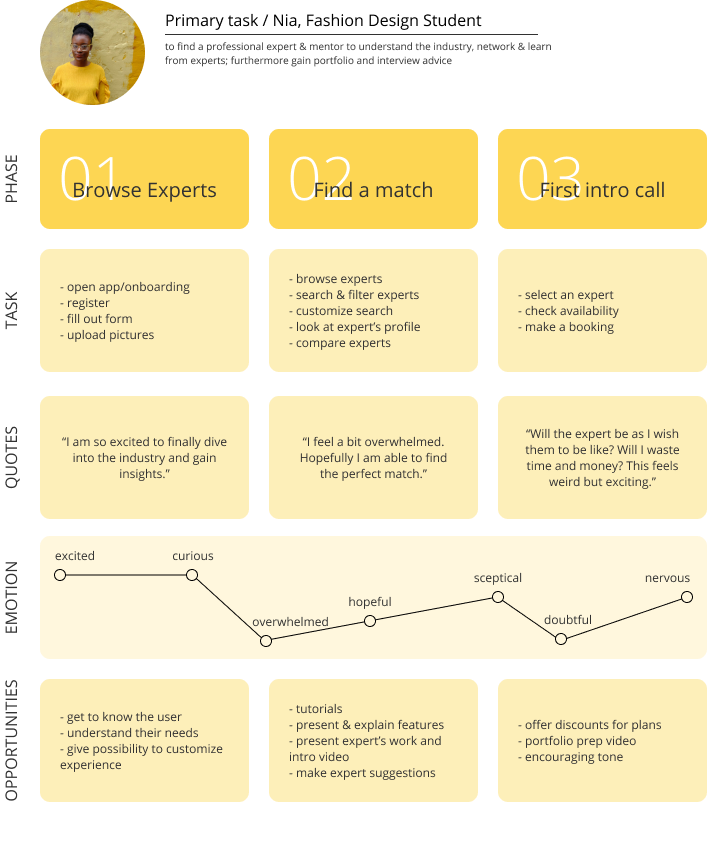 Primary task / Nia, Fashion Design Student
to find a professional expert & mentor to understand the industry, network & learn
from experts; furthermore gain portfolio and interview advice
PHASE
01
Browse Experts
02
Find a match
03
First intro call
TASK
- open app/onboarding
- register
- fill out form
- upload pictures
- browse experts
- search & filter experts
- customize search
- look at expert’s profile
- compare experts
- select an expert
- check availability
- make a booking
QUOTES
“I am so excited to finally dive
into the industry and gain
insights.”
“I feel a bit overwhelmed.
Hopefully I am able to find
the perfect match.”
“Will the expert be as I wish
them to be like? Will I waste
time and money? This feels
weird but exciting.”
EMOTION
excited
curious
overwhelmed
hopeful
sceptical
doubtful
nervous
OPPORTUNITIES
- get to know the user
- understand their needs
- give possibility to customize
experience
- tutorials
- present & explain features
- present expert’s work and
intro video
- make expert suggestions
- offer discounts for plans
- portfolio prep video
- encouraging tone